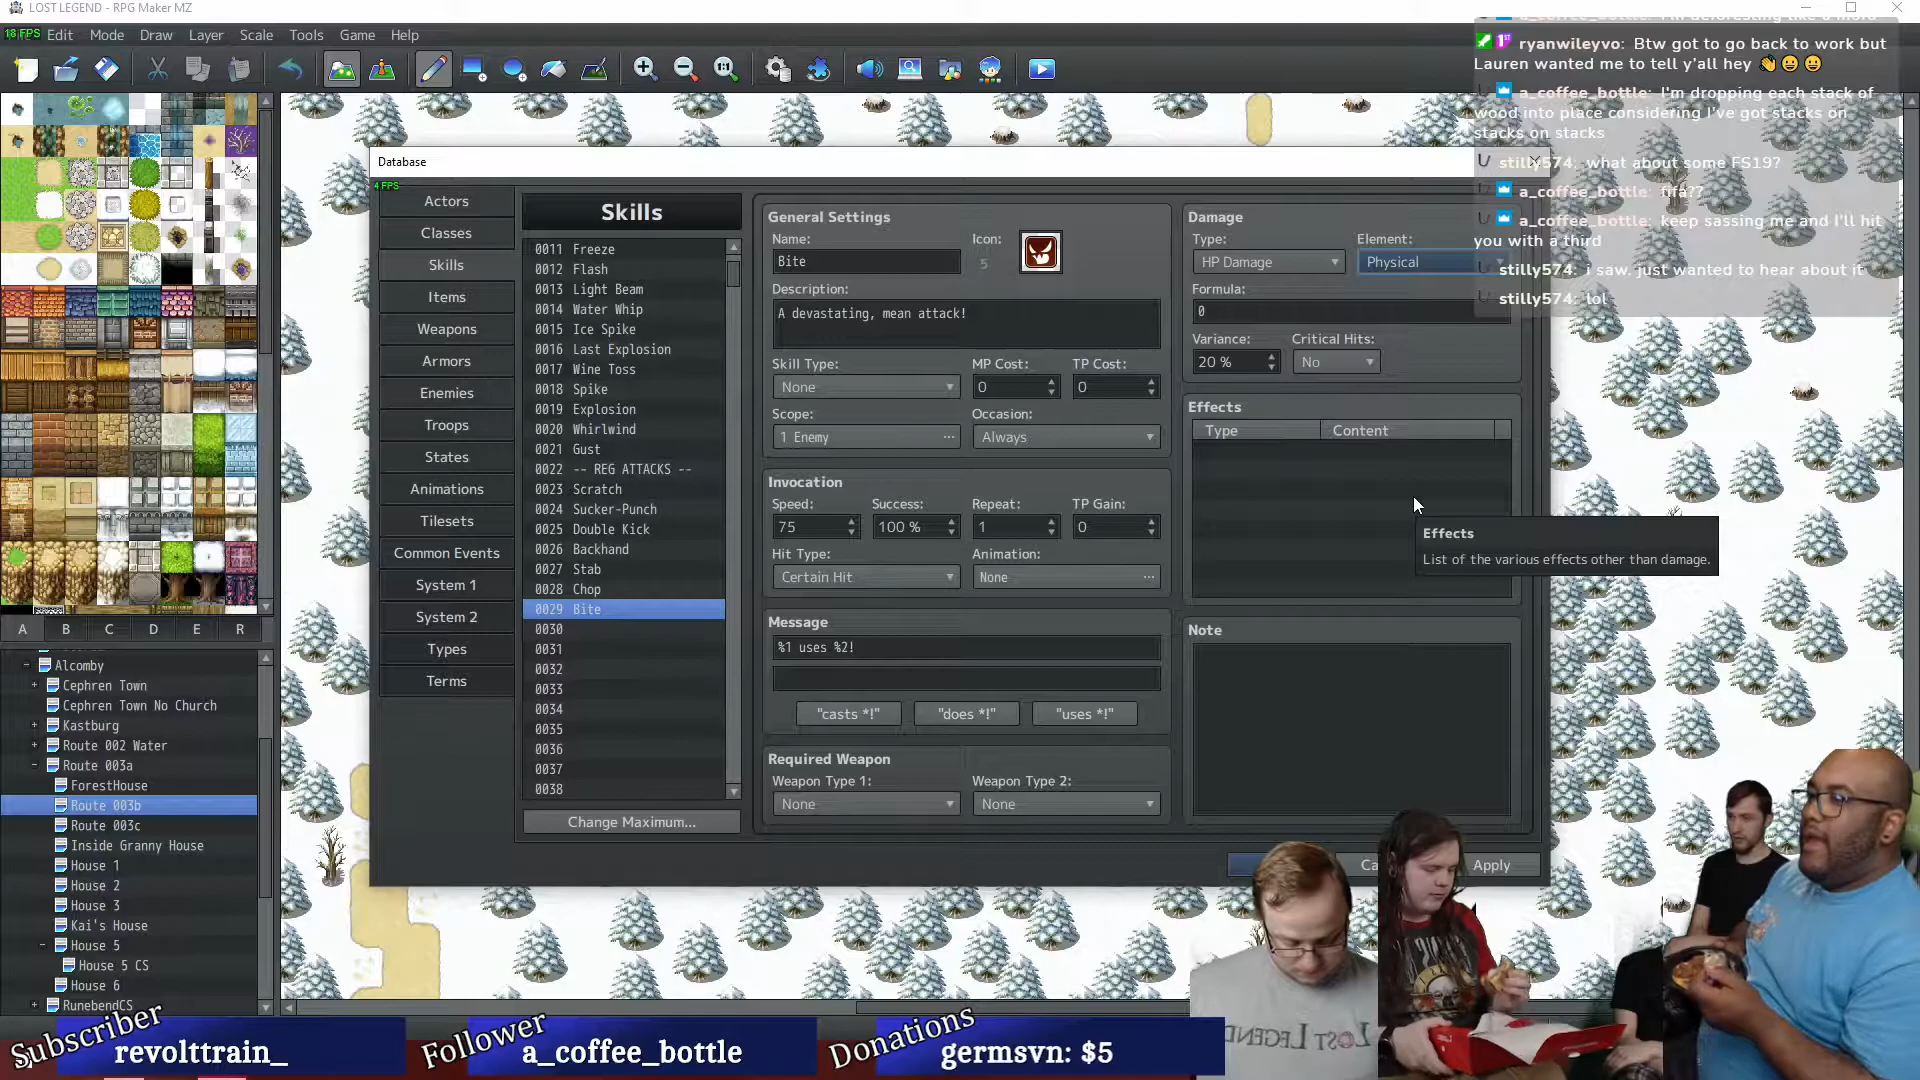 LOST LEGEND - RPG Maker MZ
18 FPS
Edit
Mode
Draw
Layer
Scale
Tools
Game
Help
ryanwileyvo: Btw got to go back to work but
Lauren wanted me to tell y'all hey 👋😀😀
a_coffee_bottle: I'm dropping each stack of
wood into place considering I've got stacks on
stacks on stacks
stilly574: what about some FS19?
a_coffee_bottle: fifa??
a_coffee_bottle: keep sassing me and I'll hit
you with a third
stilly574: i saw. just wanted to hear about it
stilly574: lol
Database
4 FPS
Actors
Classes
Skills
Items
Weapons
Armors
Enemies
Troops
States
Animations
Tilesets
Common Events
System 1
System 2
Types
Terms
Skills
0011 Freeze
0012 Flash
0013 Light Beam
0014 Water Whip
0015 Ice Spike
0016 Last Explosion
0017 Wine Toss
0018 Spike
0019 Explosion
0020 Whirlwind
0021 Gust
0022 -- REG ATTACKS --
0023 Scratch
0024 Sucker-Punch
0025 Double Kick
0026 Backhand
0027 Stab
0028 Chop
0029 Bite
0030
0031
0032
0033
0034
0035
0036
0037
0038
Change Maximum...
General Settings
Name:
Icon:
Bite
5
Description:
A devastating, mean attack!
Skill Type:
MP Cost:
TP Cost:
None
0
0
Scope:
Occasion:
1 Enemy
...
Always
Invocation
Speed:
Success:
Repeat:
TP Gain:
75
100 %
1
0
Hit Type:
Animation:
Certain Hit
None
...
Message
%1 uses %2!
"casts *!"
"does *!"
"uses *!"
Required Weapon
Weapon Type 1:
Weapon Type 2:
None
None
Damage
Type:
Element:
HP Damage
Physical
Formula:
0
Variance:
Critical Hits:
20 %
No
Effects
Type
Content
Effects
List of the various effects other than damage.
Note
Apply
A
B
C
D
E
R
Alcomby
Cephren Town
Cephren Town No Church
Kastburg
Route 002 Water
Route 003a
ForestHouse
Route 003b
Route 003c
Inside Granny House
House 1
House 2
House 3
Kai's House
House 5
House 5 CS
House 6
RunebendCS
Subscriber
revolttrain_
Follower
a_coffee_bottle
Donations
germsvn: $5
LOST LEGEND